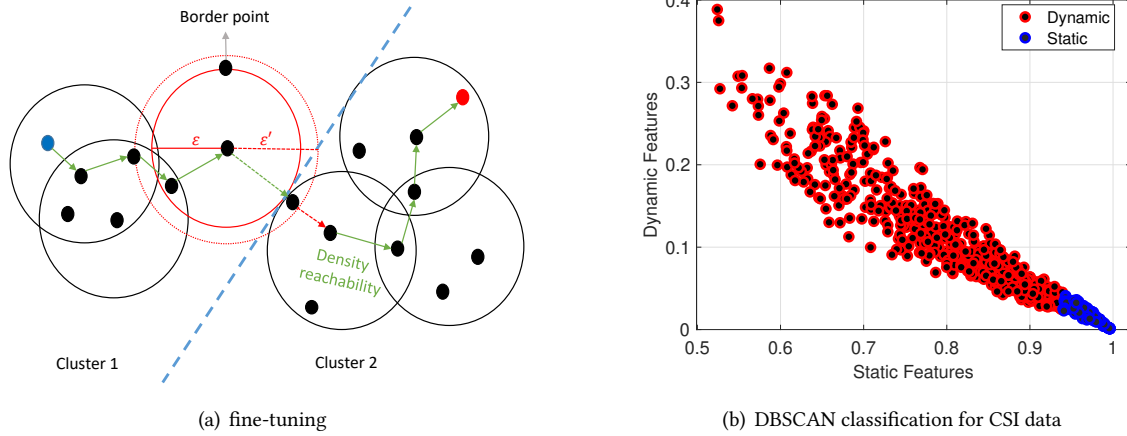 Border point
ε
ε′
Density
reachability
Cluster 1
Cluster 2
(a) fine-tuning
0.4
0.3
0.2
0.1
0
0.5
0.6
0.7
0.8
0.9
1
Dynamic Features
Static Features
Dynamic
Static
(b) DBSCAN classification for CSI data